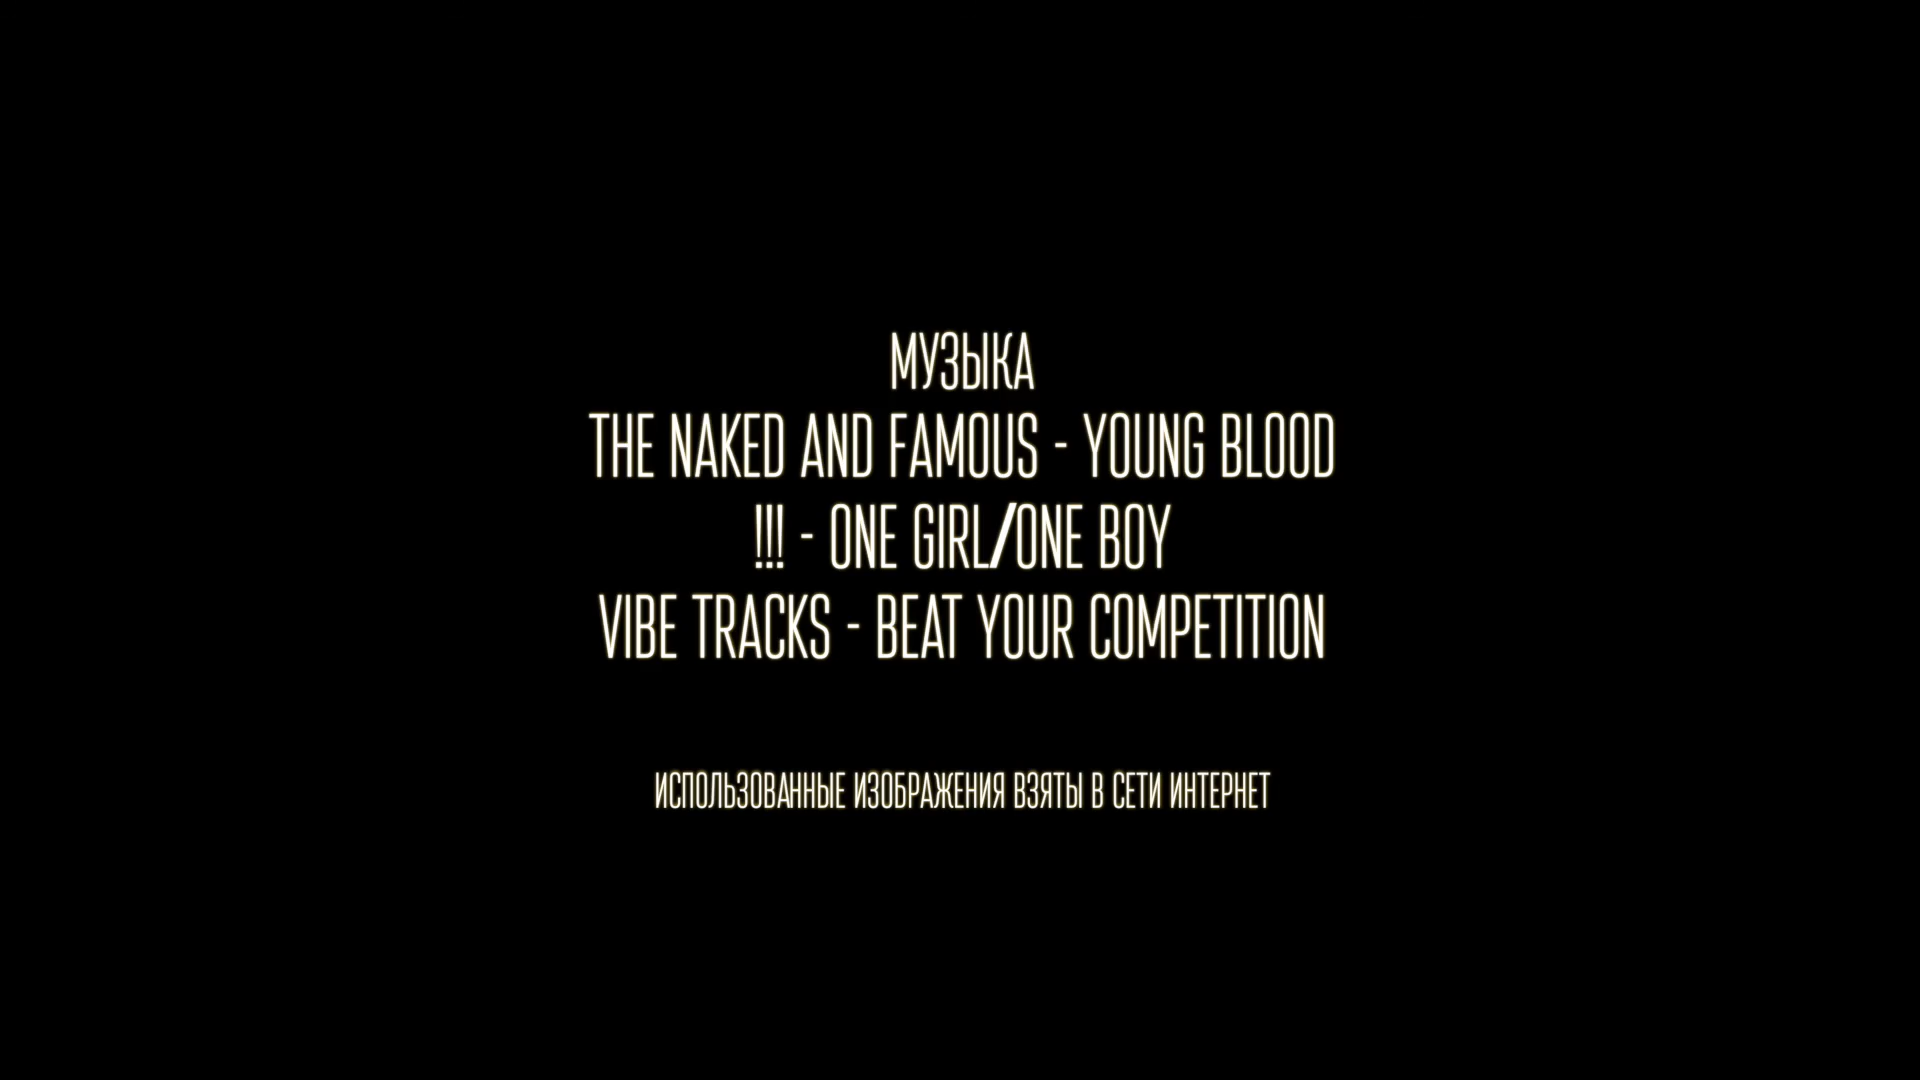 МУЗЫКА
THE NAKED AND FAMOUS - YOUNG BLOOD
!!! - ONE GIRL/ONE BOY
VIBE TRACKS - BEAT YOUR COMPETITION
ИСПОЛЬЗОВАННЫЕ ИЗОБРАЖЕНИЯ ВЗЯТЫ В СЕТИ ИНТЕРНЕТ